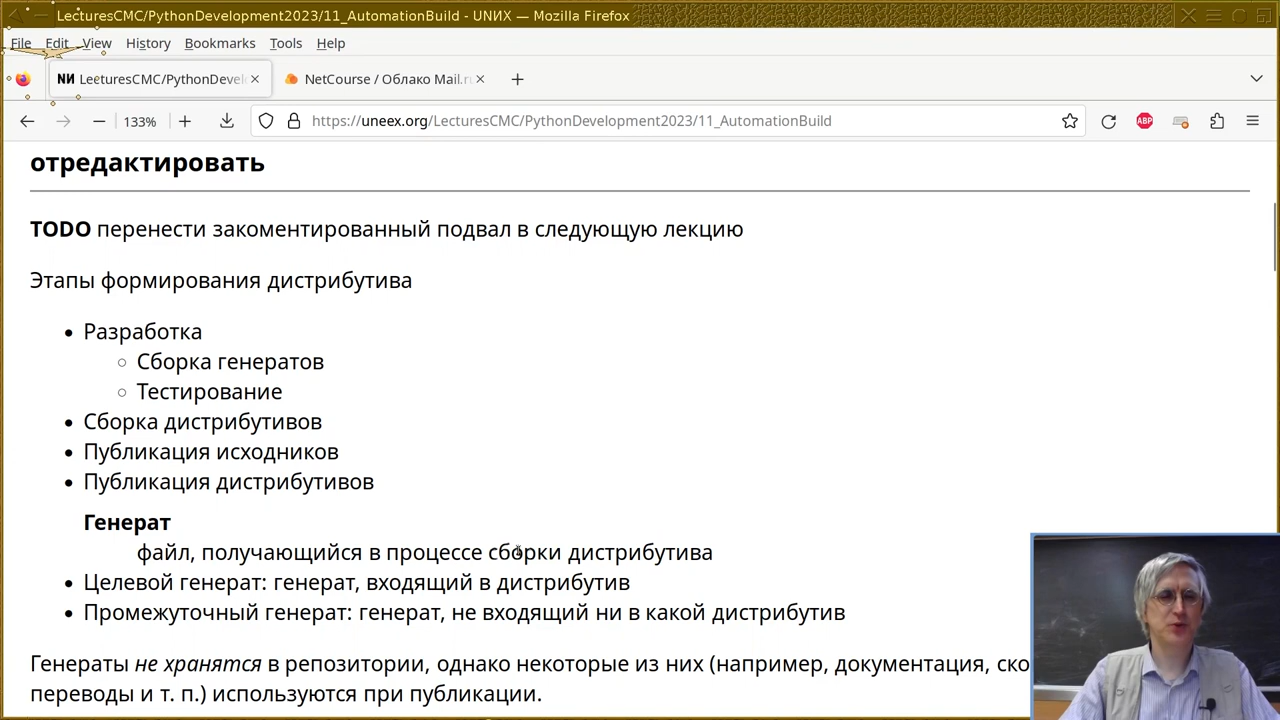 LecturesCMC/PythonDevelopment2023/11_AutomationBuild - UNИX — Mozilla Firefox
File Edit View History Bookmarks Tools Help
NИ LecturesCMC/PythonDevel
NetCourse / Облако Mail.r
133%
https://uneex.org/LecturesCMC/PythonDevelopment2023/11_AutomationBuild
ABP
отредактировать
TODO перенести закоментированный подвал в следующую лекцию
Этапы формирования дистрибутива
Разработка
Сборка генератов
Тестирование
Сборка дистрибутивов
Публикация исходников
Публикация дистрибутивов
Генерат
файл, получающийся в процессе сборки дистрибутива
Целевой генерат: генерат, входящий в дистрибутив
Промежуточный генерат: генерат, не входящий ни в какой дистрибутив
Генераты не хранятся в репозитории, однако некоторые из них (например, документация, ско
переводы и т. п.) используются при публикации.